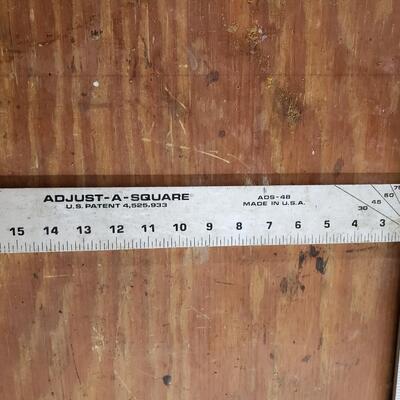 ADJUST-A-SQUARE
U.S. PATENT 4,525,933
ADS-48
MADE IN U.S.A.
30 45 60
15 14 13 12 11 10 9 8 7 6 5 4 3